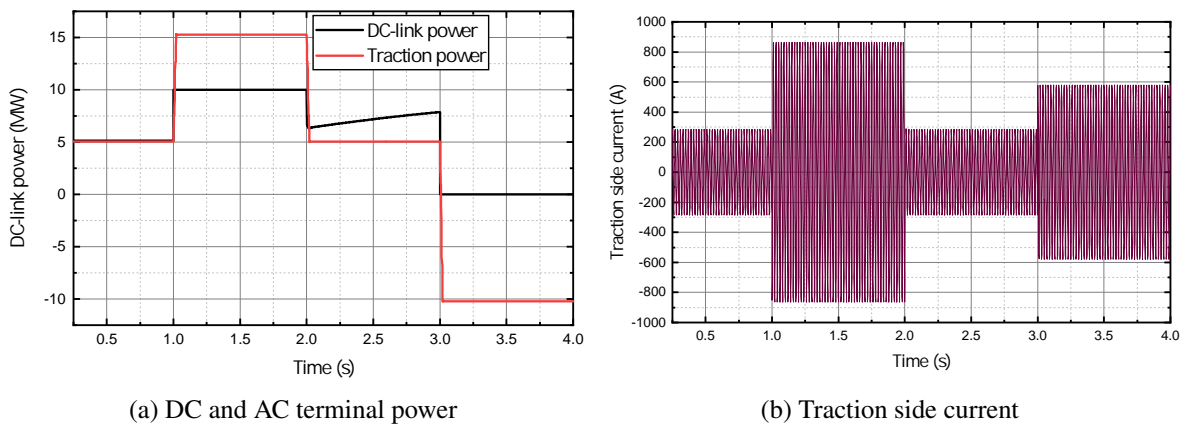 DC-link power
Traction power
DC-link power (MW)
15
10
5
0
-5
-10
0.5 1.0 1.5 2.0 2.5 3.0 3.5 4.0
Time (s)
(a) DC and AC terminal power
Traction side current (A)
1000
800
600
400
200
0
-200
-400
-600
-800
-1000
0.5 1.0 1.5 2.0 2.5 3.0 3.5 4.0
Time (s)
(b) Traction side current